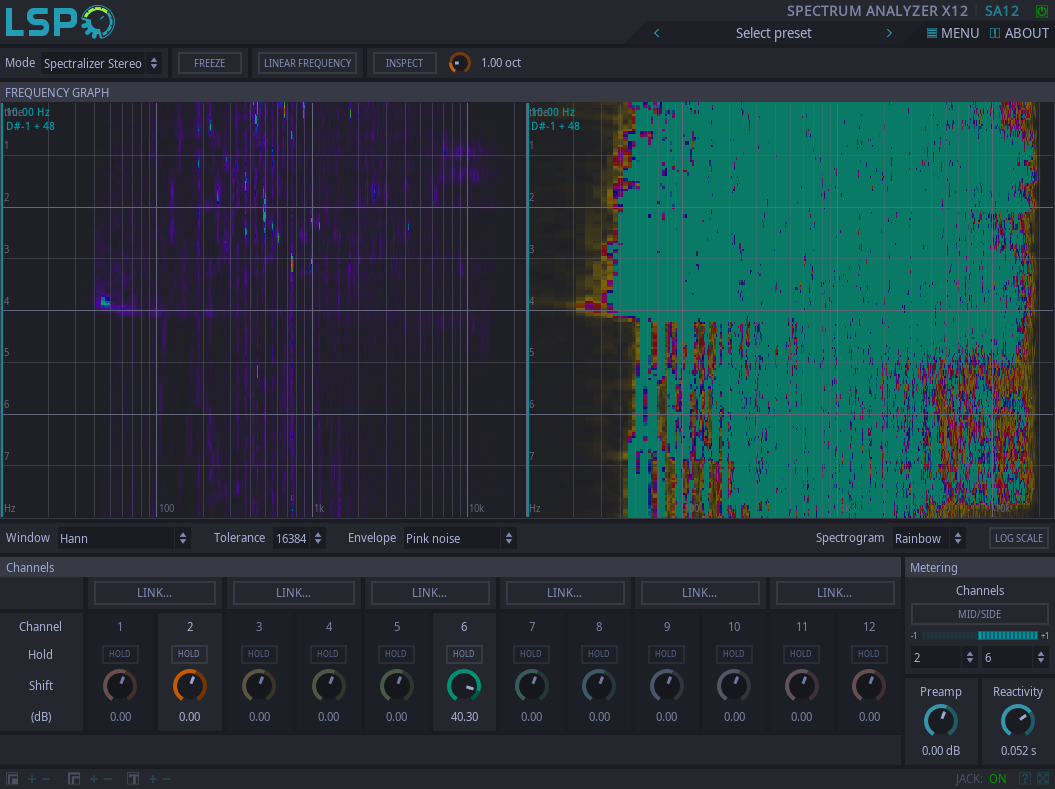 LSP
SPECTRUM ANALYZER X12 SA12
Select preset
MENU ABOUT
Mode Spectralizer Stereo FREEZE LINEAR FREQUENCY INSPECT 1.00 oct
FREQUENCY GRAPH
10.00 Hz 10.00 Hz
D#-1 + 48 D#-1 + 48
1 1
2 2
3 3
4 4
5 5
6 6
7 7
Hz 100 1k 10k Hz 100 1k 10k
Window Hann Tolerance 16384 Envelope Pink noise Spectrogram Rainbow LOG SCALE
Channels Metering
LINK... LINK... LINK... LINK... LINK... LINK... Channels
MID/SIDE
Channel 1 2 3 4 5 6 7 8 9 10 11 12
-1 +1
Hold HOLD HOLD HOLD HOLD HOLD HOLD HOLD HOLD HOLD HOLD HOLD HOLD 2 6
Shift Preamp Reactivity
(dB) 0.00 0.00 0.00 0.00 0.00 40.30 0.00 0.00 0.00 0.00 0.00 0.00
0.00 dB 0.052 s
+ − + − T + − JACK: ON ?